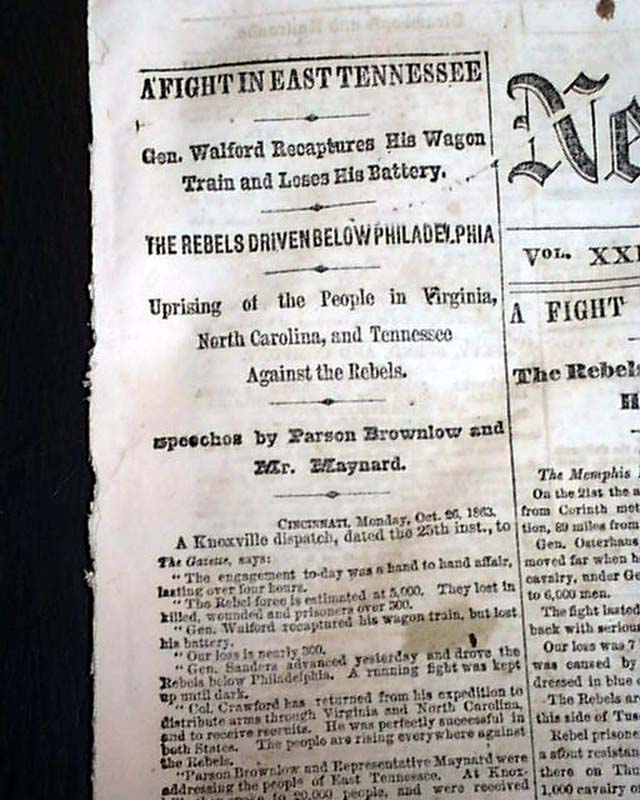 A FIGHT IN EAST TENNESSEE
Gen. Walford Recaptures His Wagon
Train and Loses His Battery.
THE REBELS DRIVEN BELOW PHILADELPHIA
Uprising of the People in Virginia,
North Carolina, and Tennessee
Against the Rebels.
speeches by Parson Brownlow and
Mr. Maynard.
CINCINNATI, Monday, Oct. 26, 1863.
A Knoxville dispatch, dated the 25th inst., to
The Gazette, says:
"The engagement to-day was a hand to hand affair,
lasting over four hours.
"The Rebel force is estimated at 5,000. They lost in
killed, wounded and prisoners over 300.
"Gen. Walford recaptured his wagon train, but lost
his battery.
"Our loss is nearly 300.
"Gen. Sanders advanced yesterday and drove the
Rebels below Philadelphia. A running fight was kept
up until dark.
"Col. Crawford has returned from his expedition to
distribute arms through Virginia and North Carolina,
and to receive recruits. He was perfectly successful in
both States. The people are rising everywhere against
the Rebels.
"Parson Brownlow and Representative Maynard were
addressing the people of East Tennessee. At Knox-
to 20,000 people, and were received
Ne
VOL. XXI
A FIGHT
The Rebels
The Memphis
On the 21st the a
from Corinth met
tion, 89 miles from
Gen. Osterhaus
moved far when h
cavalry, under Ge
to 6,000 men.
The fight lasted
back with serious
Our loss was 7
was caused by
dressed in blue
The Rebels are
this side of Tus
Rebel prisoner
a stout resistan
there on Thu
1,000 cavalry